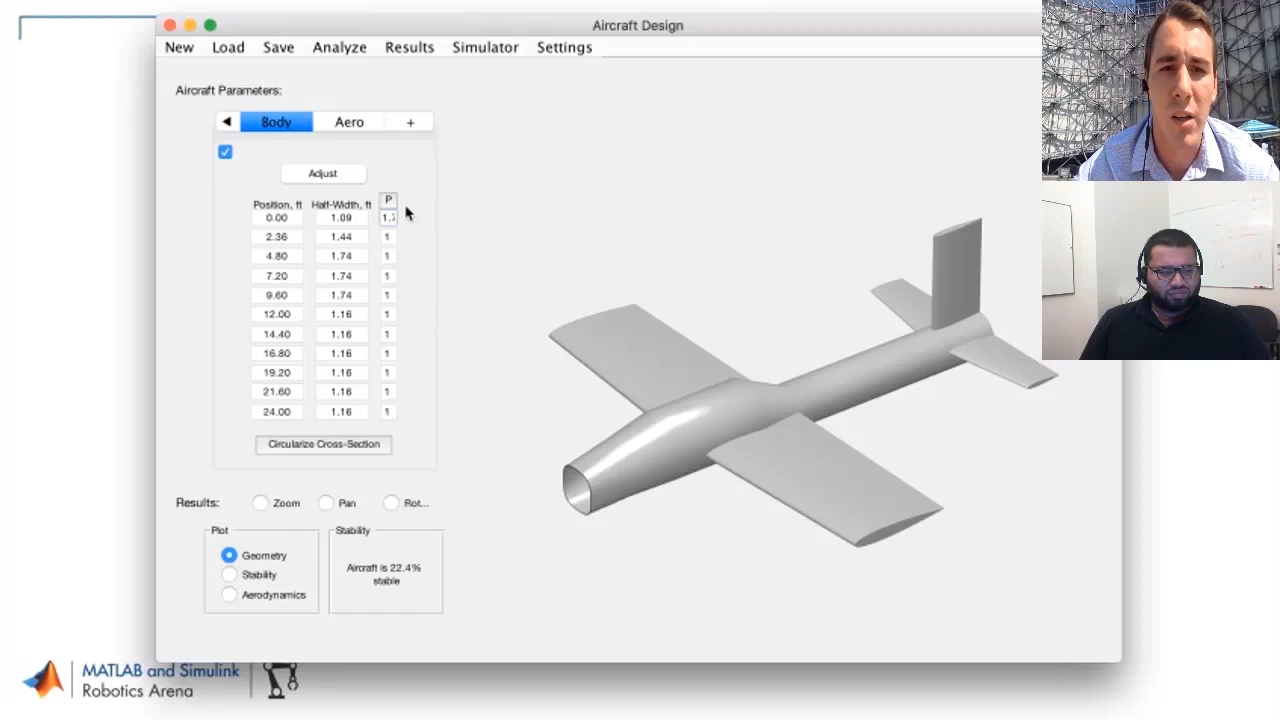 Aircraft Design
New Load Save Analyze Results Simulator Settings
Aircraft Parameters:
Body Aero +
Adjust
Position, ft Half-Width, ft P
0.00 1.09
2.36 1.44 1
4.80 1.74 1
7.20 1.74 1
9.60 1.74 1
12.00 1.16 1
14.40 1.16 1
16.80 1.16 1
19.20 1.16 1
21.60 1.16 1
24.00 1.16 1
Circularize Cross-Section
Results: Zoom Pan Rot...
Plot
Geometry
Stability
Aerodynamics
Stability
Aircraft is 22.4%
stable
MATLAB and Simulink
Robotics Arena